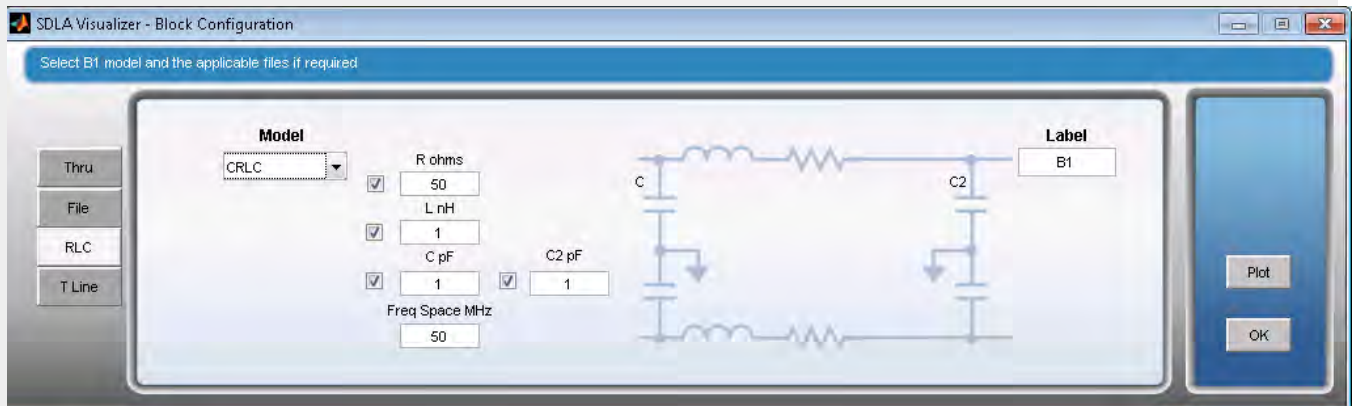 SDLA Visualizer - Block Configuration
Select B1 model and the applicable files if required
Thru
File
RLC
T Line
Model
CRLC
R ohms
50
L nH
1
C pF
1
C2 pF
1
Freq Space MHz
50
C
C2
Label
B1
Plot
OK